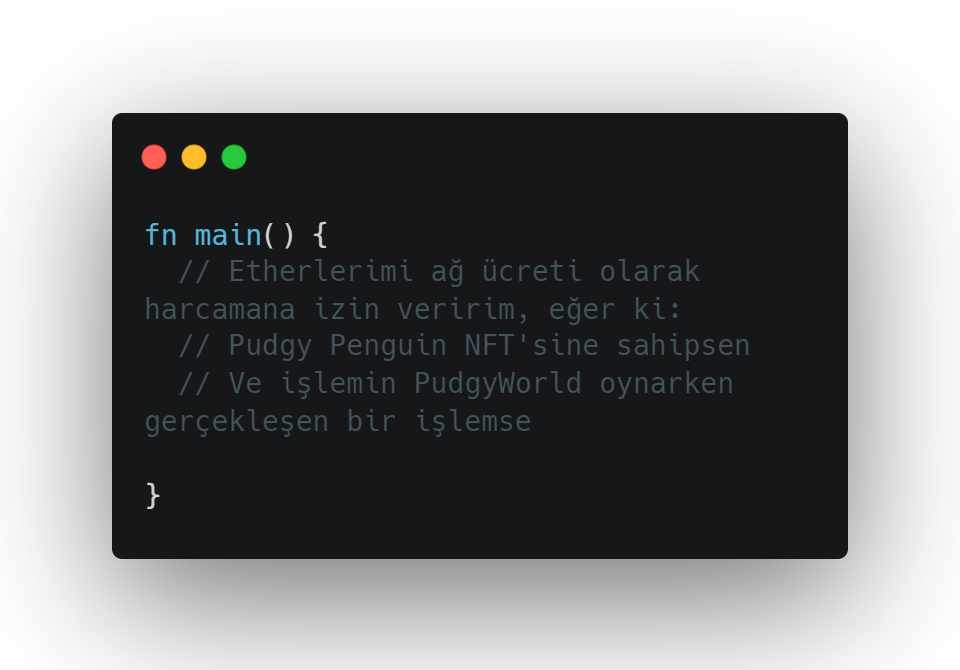 fn main() {
  // Etherlerimi ağ ücreti olarak
harcamana izin veririm, eğer ki:
  // Pudgy Penguin NFT'sine sahipsen
  // Ve işlemin PudgyWorld oynarken
gerçekleşen bir işlemse
}